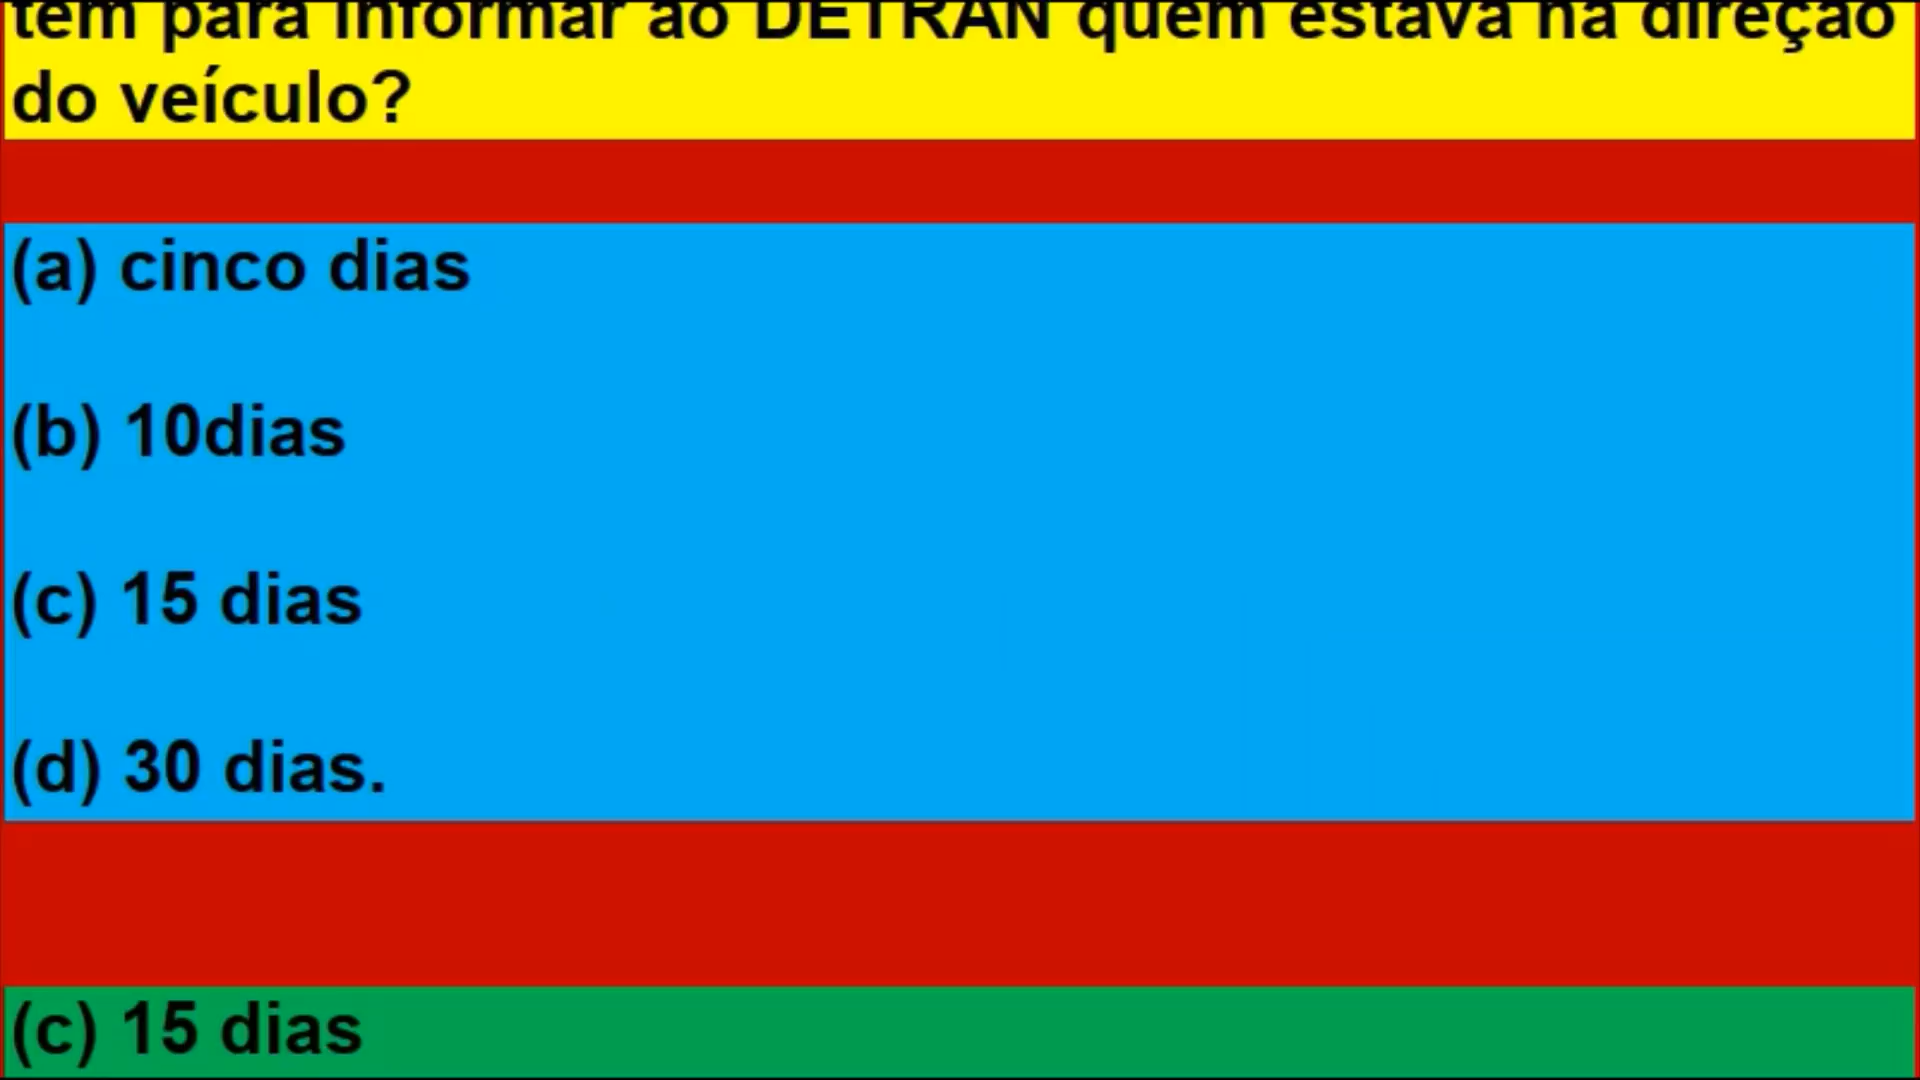 tem para informar ao DETRAN quem estava na direção
do veículo?
(a) cinco dias
(b) 10dias
(c) 15 dias
(d) 30 dias.
(c) 15 dias